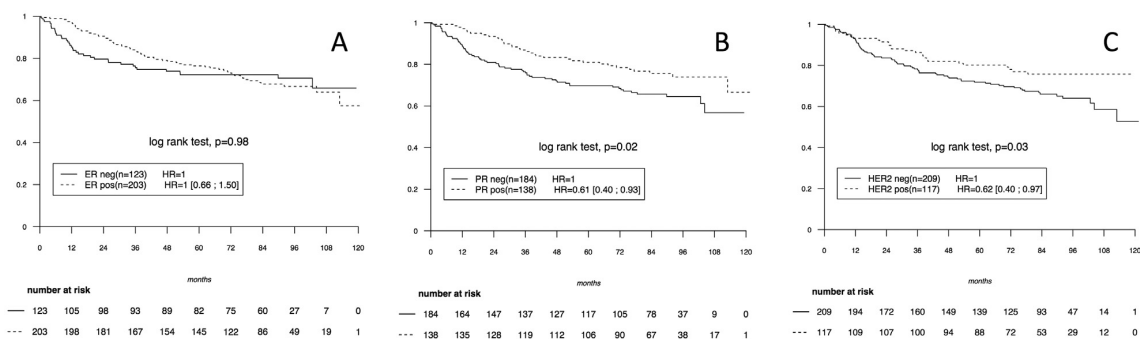 A
1
0.8
0.6
0.4
0.2
0
log rank test, p=0.98
ER neg(n=123) HR=1
ER pos(n=203) HR=1 [0.66 ; 1.50]
0 12 24 36 48 60 72 84 96 108 120
months
number at risk
123 105 98 93 89 82 75 60 27 7 0
203 198 181 167 154 145 122 86 49 19 1
B
1
0.8
0.6
0.4
0.2
0
log rank test, p=0.02
PR neg(n=184) HR=1
PR pos(n=138) HR=0.61 [0.40 ; 0.93]
0 12 24 36 48 60 72 84 96 108 120
months
number at risk
184 164 147 137 127 117 105 78 37 9 0
138 135 128 119 112 106 90 67 38 17 1
C
1
0.8
0.6
0.4
0.2
0
log rank test, p=0.03
HER2 neg(n=209) HR=1
HER2 pos(n=117) HR=0.62 [0.40 ; 0.97]
0 12 24 36 48 60 72 84 96 108 120
months
number at risk
209 194 172 160 149 139 125 93 47 14 1
117 109 107 100 94 88 72 53 29 12 0